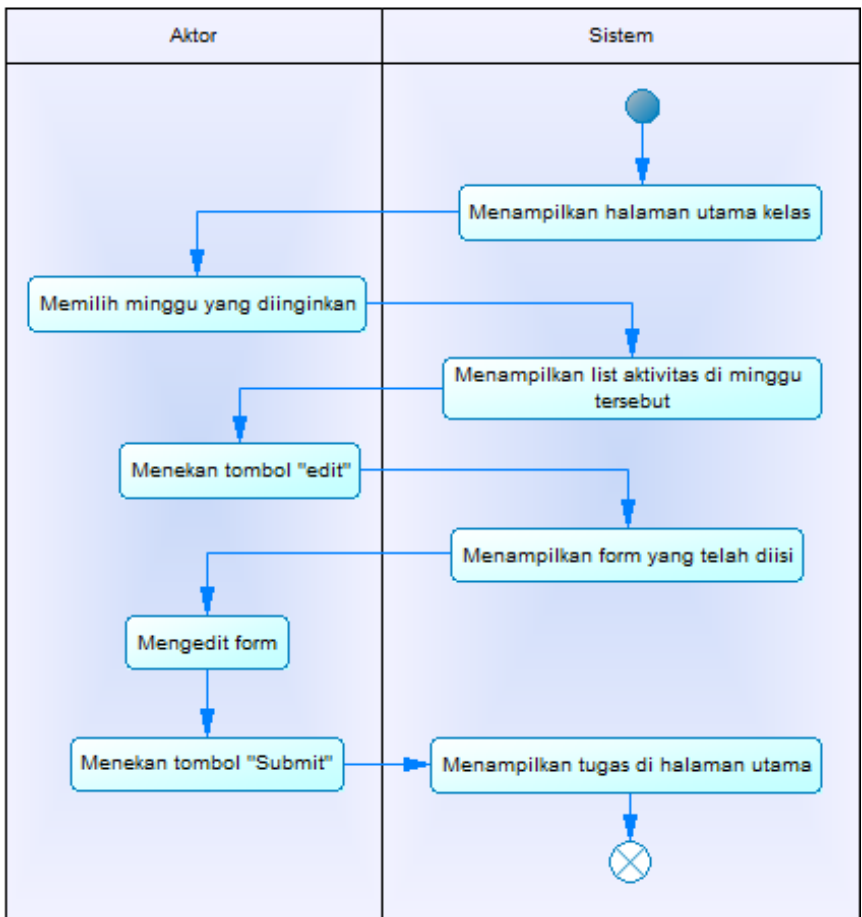 Aktor
Sistem
Menampilkan halaman utama kelas
Memilih minggu yang diinginkan
Menampilkan list aktivitas di minggu
tersebut
Menekan tombol "edit"
Menampilkan form yang telah diisi
Mengedit form
Menekan tombol "Submit"
Menampilkan tugas di halaman utama